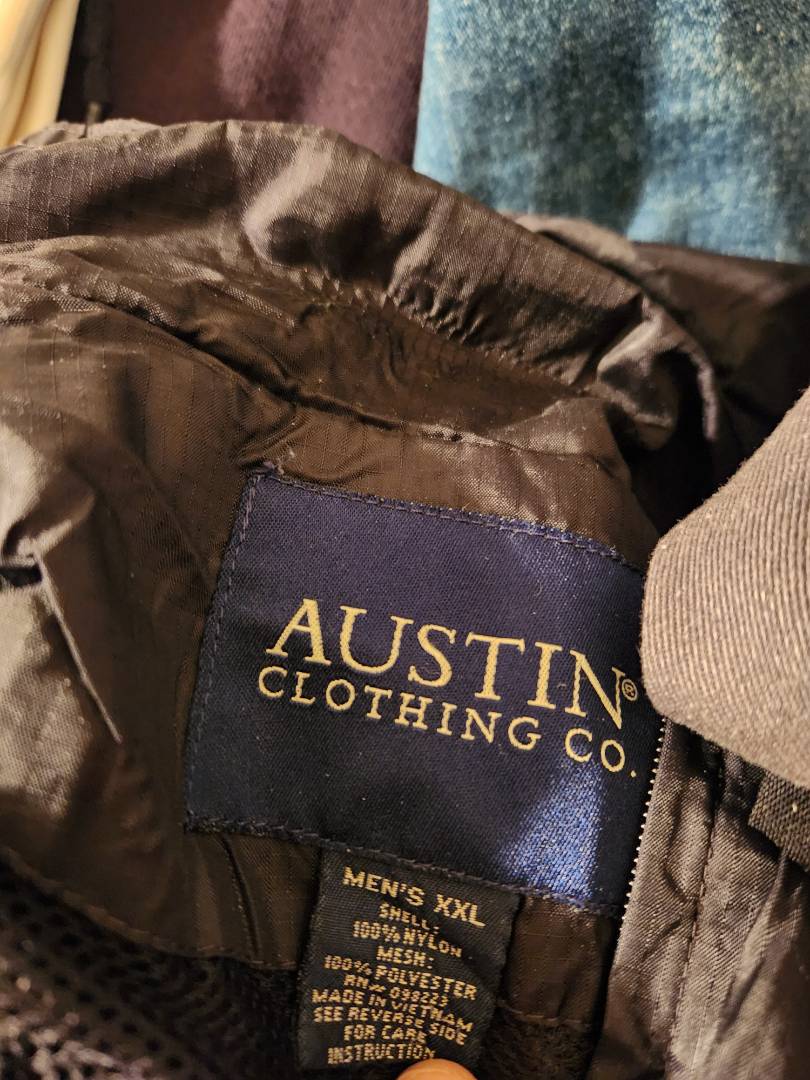 AUSTIN®
CLOTHING CO.
MEN'S XXL
SHELL:
100% NYLON
MESH:
100% POLYESTER
RN# 098223
MADE IN VIETNAM
SEE REVERSE SIDE
FOR CARE
INSTRUCTION